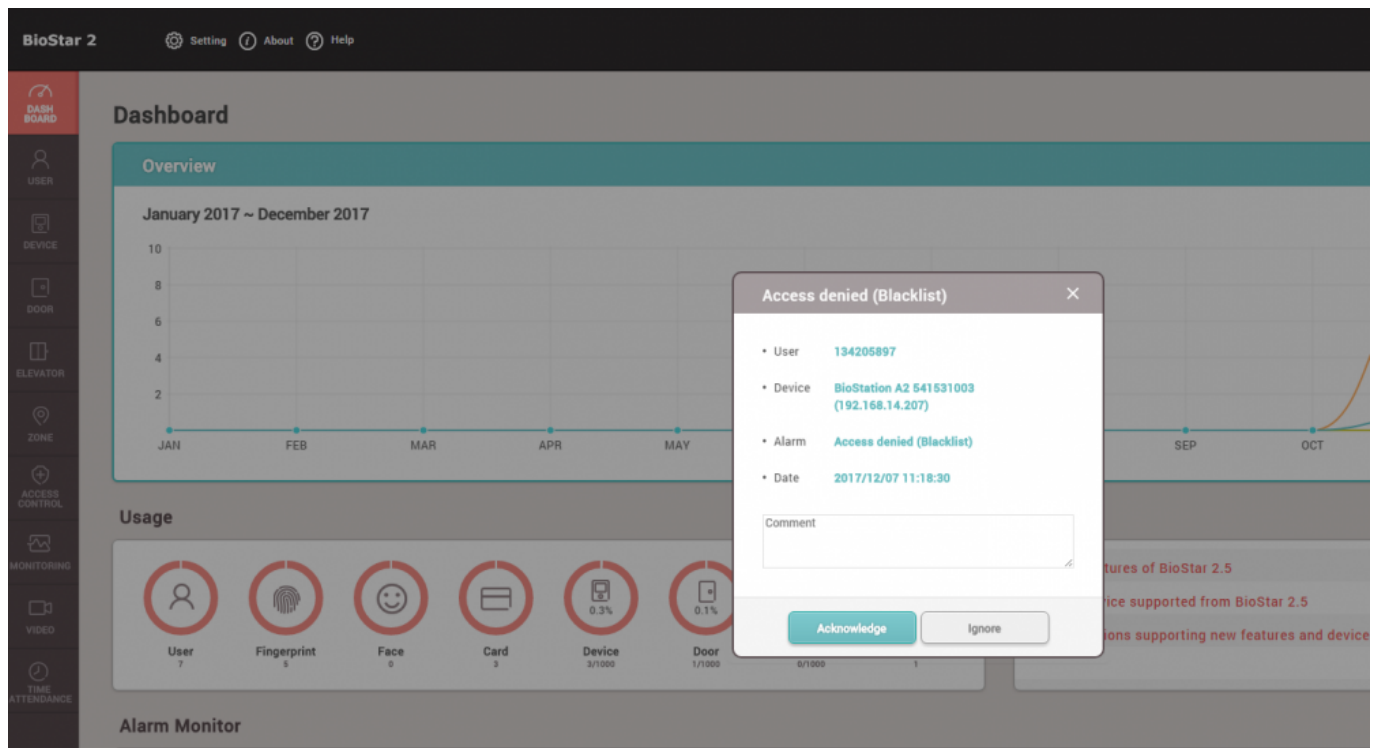 BioStar 2
Setting
About
Help
DASH
BOARD
USER
DEVICE
DOOR
ELEVATOR
ZONE
ACCESS
CONTROL
MONITORING
VIDEO
TIME
ATTENDANCE
Dashboard
Overview
January 2017 ~ December 2017
10
8
6
4
2
JAN FEB MAR APR MAY SEP OCT
Access denied (Blacklist)
• User 134205897
• Device BioStation A2 541531003
(192.168.14.207)
• Alarm Access denied (Blacklist)
• Date 2017/12/07 11:18:30
Comment
Acknowledge Ignore
Usage
0.3% 0.1%
User Fingerprint Face Card Device Door
7 5 0 3 3/1000 1/1000 0/1000 1
tures of BioStar 2.5
ice supported from BioStar 2.5
ions supporting new features and device
Alarm Monitor